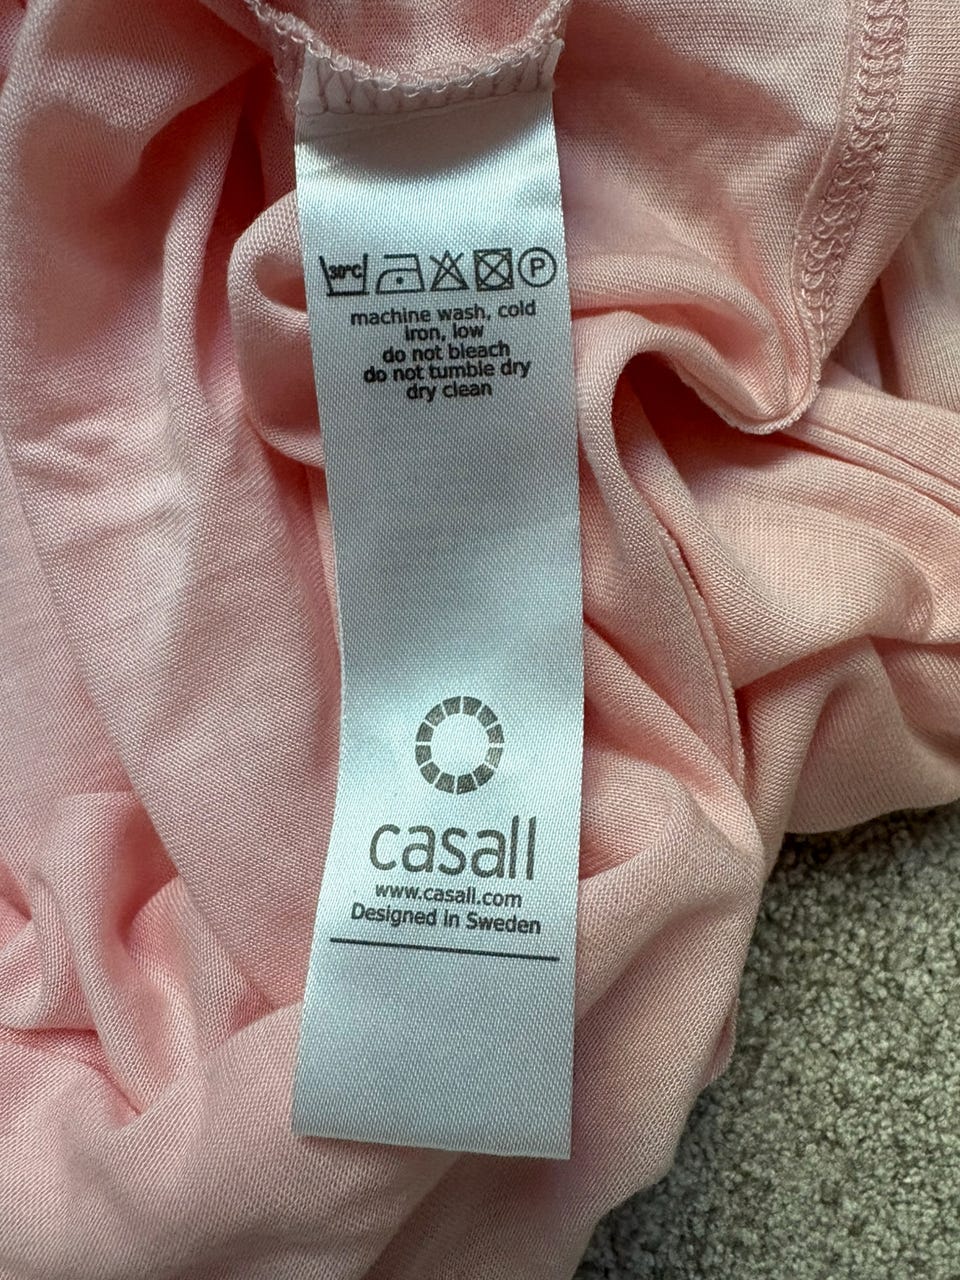 30°C P
machine wash, cold
iron, low
do not bleach
do not tumble dry
dry clean
casall
www.casall.com
Designed In Sweden